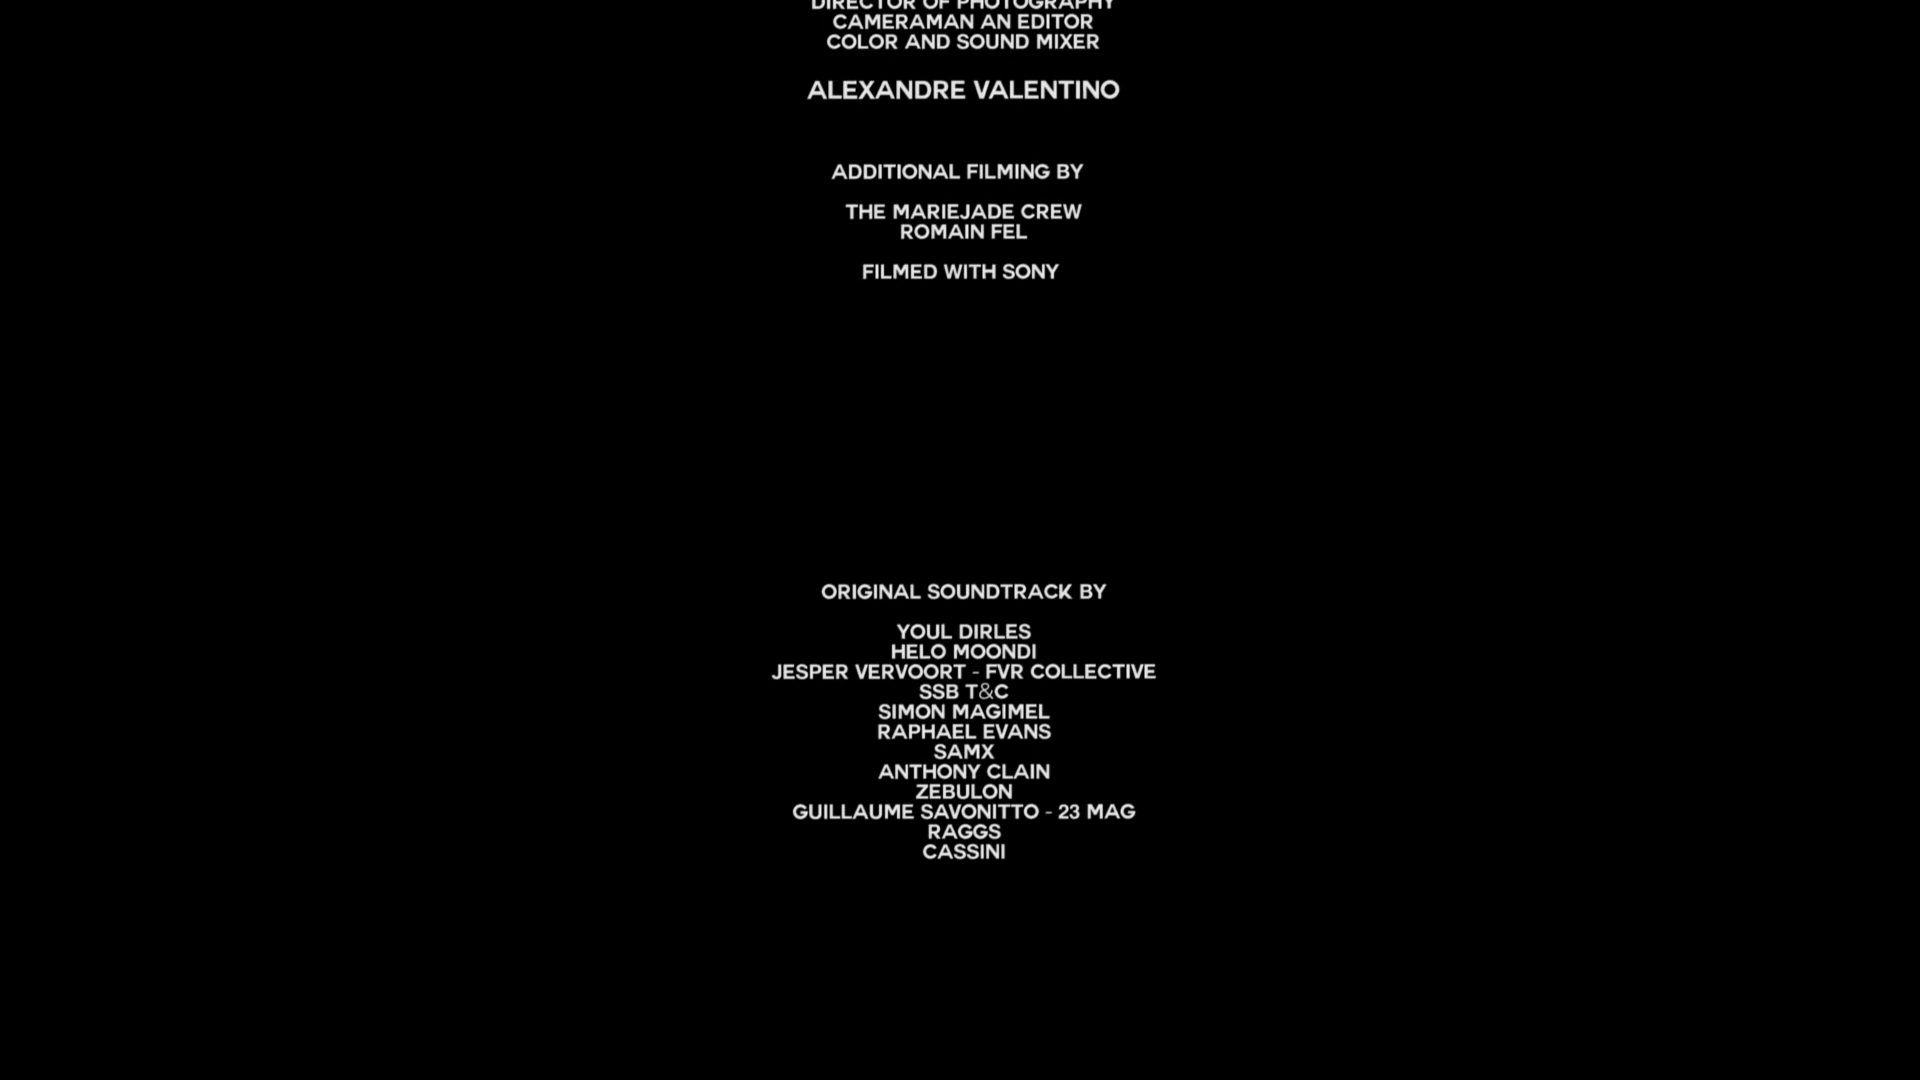 DIRECTOR OF PHOTOGRAPHY
CAMERAMAN AN EDITOR
COLOR AND SOUND MIXER
ALEXANDRE VALENTINO
ADDITIONAL FILMING BY
THE MARIEJADE CREW
ROMAIN FEL
FILMED WITH SONY
ORIGINAL SOUNDTRACK BY
YOUL DIRLES
HELO MOONDI
JESPER VERVOORT - FVR COLLECTIVE
SSB T&C
SIMON MAGIMEL
RAPHAEL EVANS
SAMX
ANTHONY CLAIN
ZEBULON
GUILLAUME SAVONITTO - 23 MAG
RAGGS
CASSINI